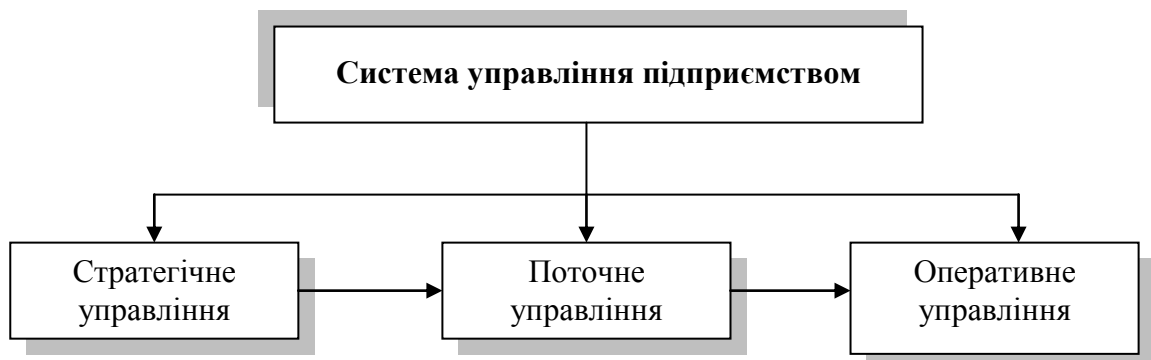 Система управління підприємством
Стратегічне
управління
Поточне
управління
Оперативне
управління